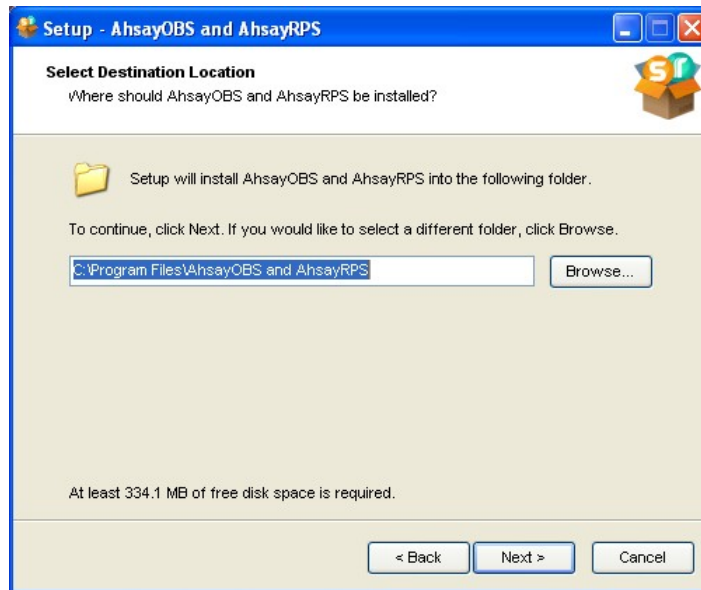 Setup - AhsayOBS and AhsayRPS
Select Destination Location
Where should AhsayOBS and AhsayRPS be installed?
Setup will install AhsayOBS and AhsayRPS into the following folder.
To continue, click Next. If you would like to select a different folder, click Browse.
C:\Program Files\AhsayOBS and AhsayRPS
Browse...
At least 334.1 MB of free disk space is required.
< Back
Next >
Cancel